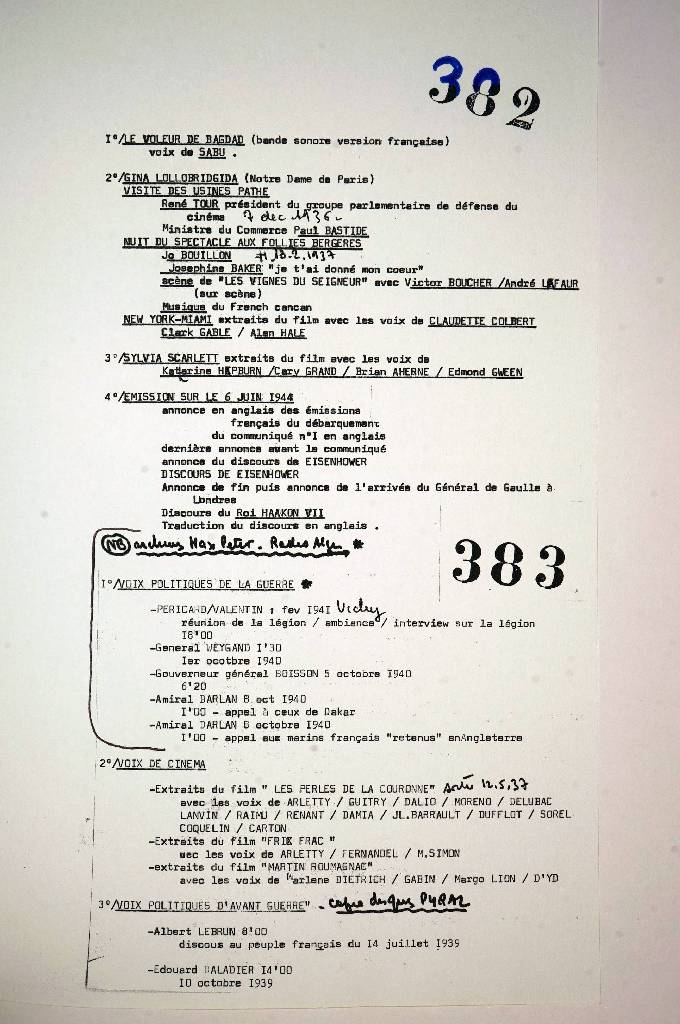 382
1°/LE VOLEUR DE BAGDAD (bande sonore version française)
voix de SABU .
2°/GINA LOLLOBRIDGIDA (Notre Dame de Paris)
VISITE DES USINES PATHE
René TOUR président du groupe parlementaire de défense du
cinéma 7 dec 1936-
Ministre du Commerce Paul BASTIDE
NUIT DU SPECTACLE AUX FOLLIES BERGERES
Jo BOUILLON 13.2.1937
Josephine BAKER "je t'ai donné mon coeur"
scène de "LES VIGNES DU SEIGNEUR" avec Victor BOUCHER /André LEFAUR
(sur scène)
Musique du French cancan
NEW YORK-MIAMI extraits du film avec les voix de CLAUDETTE COLBERT
Clark GABLE / Alan HALE
3°/SYLVIA SCARLETT extraits du film avec les voix de
Katherine HEPBURN /Cary GRAND / Brian AHERNE / Edmond GWEEN
4°/EMISSION SUR LE 6 JUIN 1944
annonce en anglais des émissions
français du débarquement
du communiqué n°I en anglais
dernière annonce avant le communiqué
annonce du discours de EISENHOWER
DISCOURS DE EISENHOWER
Annonce de fin puis annonce de l'arrivée du Général de Gaulle à
Londres
Discours du Roi HAAKON VII
Traduction du discours en anglais .
NB archives Max Peter. Radio Alger *
383
1°/VOIX POLITIQUES DE LA GUERRE *
-PERICARD/VALENTIN 1 fev 1941 Vichy
réunion de la légion / ambiance / interview sur la légion
16'00
-General WEYGAND I'30
Ier ocotbre I940
-Gouverneur général BOISSON 5 octobre I940
6'20
-Amiral DARLAN 8 oct I940
I'00 - appel à ceux de Dakar
-Amiral DARLAN 8 octobre I940
I'00 - appel aux marins français "retenus" enAngleterre
2°/VOIX DE CINEMA
-Extraits du film " LES PERLES DE LA COURONNE" sortie 12.5.37
avec les voix de ARLETTY / GUITRY / DALIO / MORENO / DELUBAC
LANVIN / RAIMU / RENANT / DAMIA / JL.BARRAULT / DUFFLOT / SOREL
COQUELIN / CARTON
-Extraits du film "FRIK FRAC "
vec les voix de ARLETTY / FERNANDEL / M.SIMON
-extraits du film "MARTIN ROUMAGNAC"
avec les voix de Marlene DIETRICH / GABIN / Margo LION / D'YD
3°/VOIX POLITIQUES D'AVANT GUERRE" - copie disques PYRAL
-Albert LEBRUN 8'00
discous au peuple français du I4 juillet I939
-Edouard DALADIER I4'00
I0 octobre I939